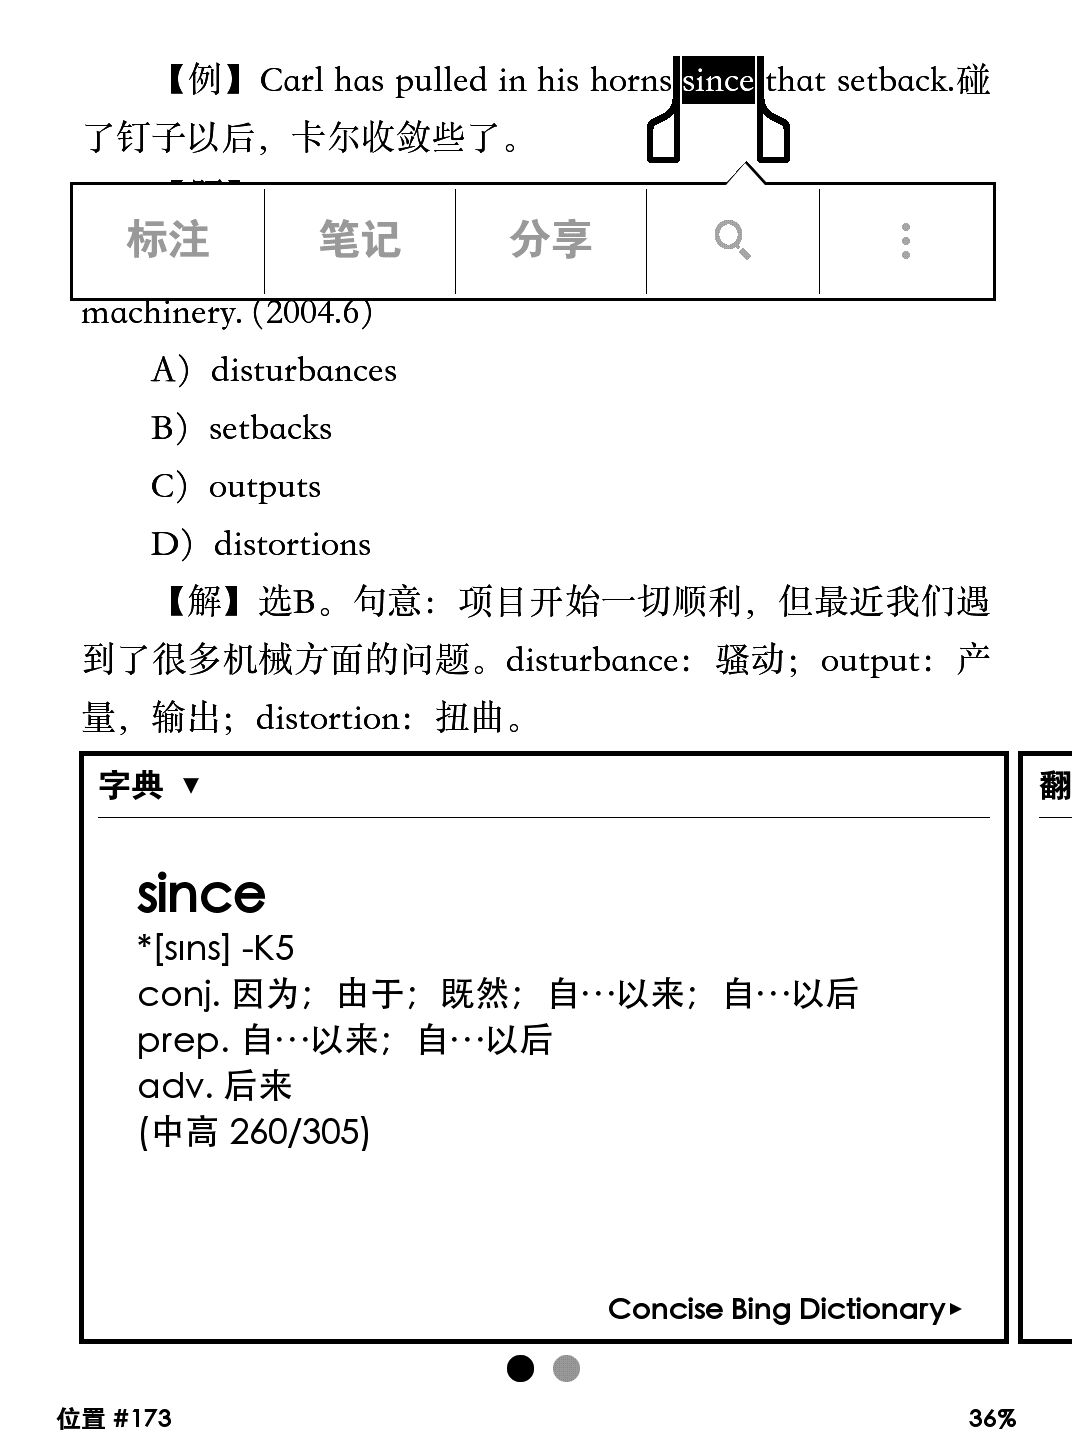 【例】Carl has pulled in his horns since that setback.碰
了钉子以后，卡尔收敛些了。
标注 笔记 分享
machinery. (2004.6)
A）disturbances
B）setbacks
C）outputs
D）distortions
【解】选B。句意：项目开始一切顺利，但最近我们遇
到了很多机械方面的问题。disturbance：骚动；output：产
量，输出；distortion：扭曲。
字典 ▼
翻
since
*[sɪns] -K5
conj. 因为；由于；既然；自…以来；自…以后
prep. 自…以来；自…以后
adv. 后来
(中高 260/305)
Concise Bing Dictionary▸
位置 #173
36%